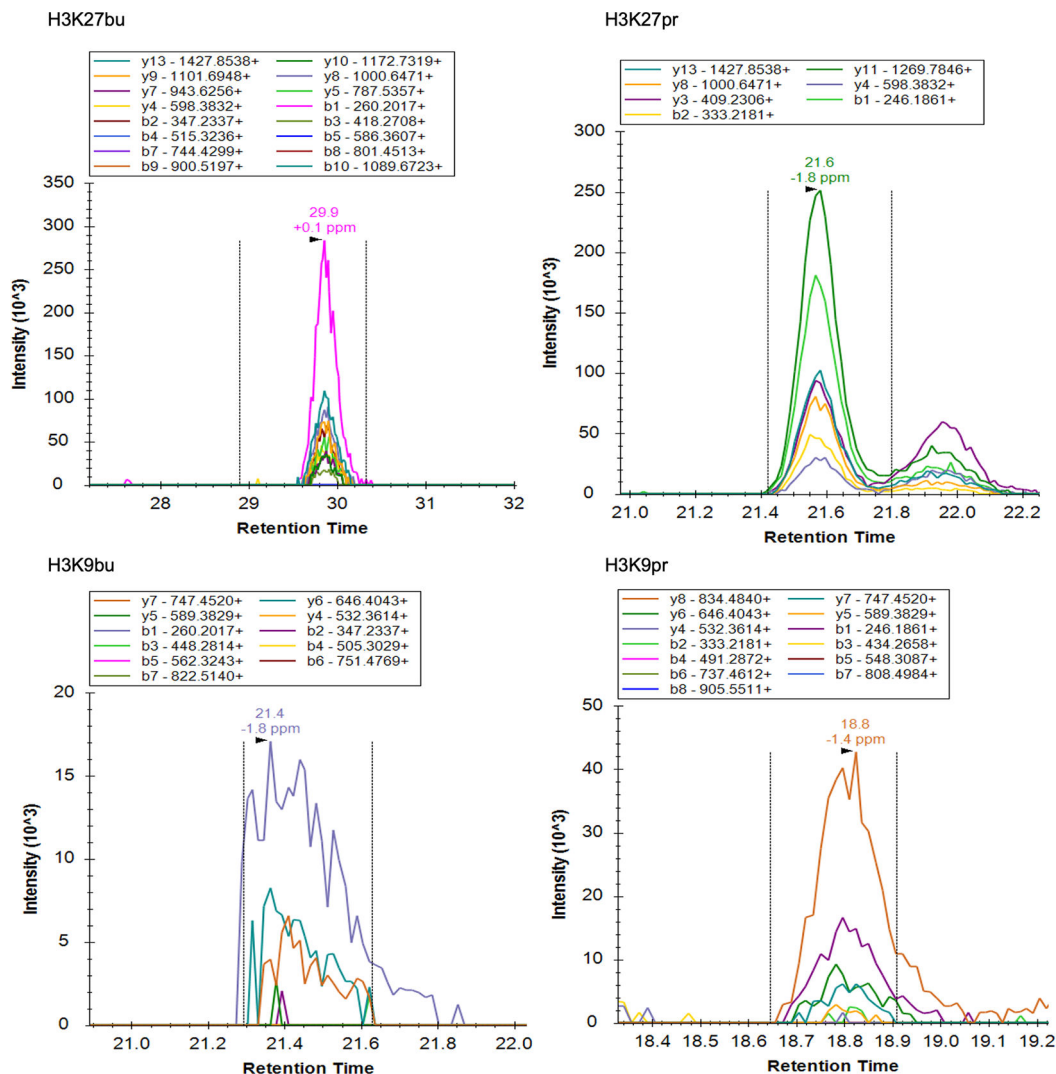 H3K27bu
y13 - 1427.8538+ y10 - 1172.7319+
y9 - 1101.6948+ y8 - 1000.6471+
y7 - 943.6256+ y5 - 787.5357+
y4 - 598.3832+ b1 - 260.2017+
b2 - 347.2337+ b3 - 418.2708+
b4 - 515.3236+ b5 - 586.3607+
b7 - 744.4299+ b8 - 801.4513+
b9 - 900.5197+ b10 - 1089.6723+
350
300
250
200
150
100
50
0
Intensity (10^3)
29.9
+0.1 ppm
28 29 30 31 32
Retention Time
H3K27pr
y13 - 1427.8538+ y11 - 1269.7846+
y8 - 1000.6471+ y4 - 598.3832+
y3 - 409.2306+ b1 - 246.1861+
b2 - 333.2181+
300
250
200
150
100
50
0
Intensity (10^3)
21.6
-1.8 ppm
21.0 21.2 21.4 21.6 21.8 22.0 22.2
Retention Time
H3K9bu
y7 - 747.4520+ y6 - 646.4043+
y5 - 589.3829+ y4 - 532.3614+
b1 - 260.2017+ b2 - 347.2337+
b3 - 448.2814+ b4 - 505.3029+
b5 - 562.3243+ b6 - 751.4769+
b7 - 822.5140+
20
15
10
5
0
Intensity (10^3)
21.4
-1.8 ppm
21.0 21.2 21.4 21.6 21.8 22.0
Retention Time
H3K9pr
y8 - 834.4840+ y7 - 747.4520+
y6 - 646.4043+ y5 - 589.3829+
y4 - 532.3614+ b1 - 246.1861+
b2 - 333.2181+ b3 - 434.2658+
b4 - 491.2872+ b5 - 548.3087+
b6 - 737.4612+ b7 - 808.4984+
b8 - 905.5511+
50
40
30
20
10
0
Intensity (10^3)
18.8
-1.4 ppm
18.4 18.5 18.6 18.7 18.8 18.9 19.0 19.1 19.2
Retention Time